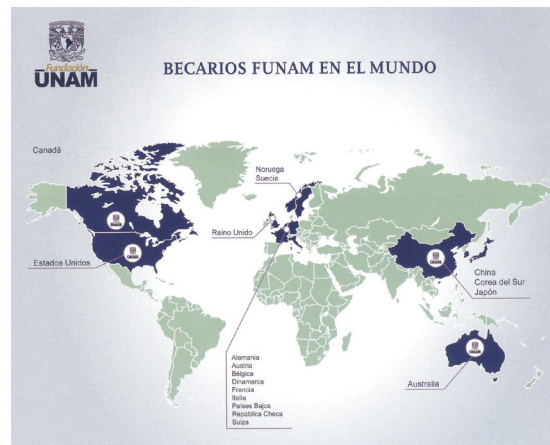 Fundación
UNAM
BECARIOS FUNAM EN EL MUNDO
Canadá
Noruega
Suecia
Reino Unido
Estados Unidos
China
Corea del Sur
Japón
Alemania
Austria
Bélgica
Dinamarca
Francia
Italia
Países Bajos
República Checa
Suiza
Australia